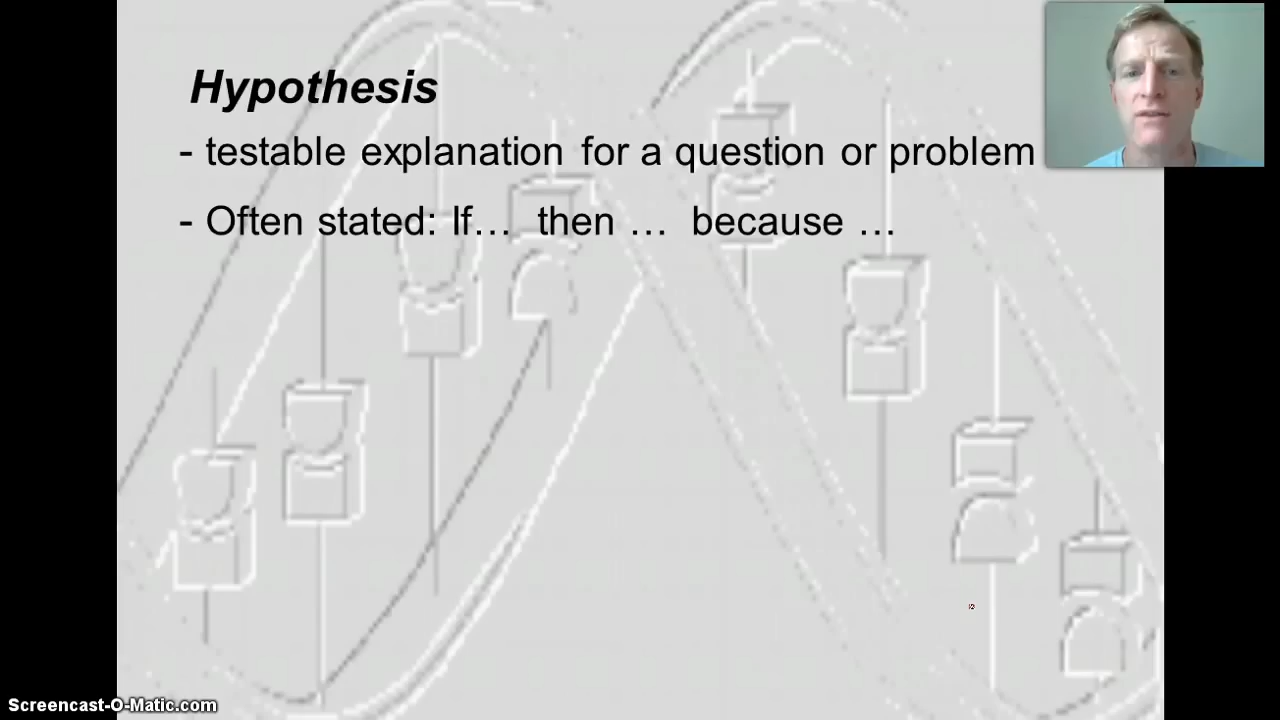 Hypothesis
- testable explanation for a question or problem
- Often stated: If… then … because …
Screencast-O-Matic.com